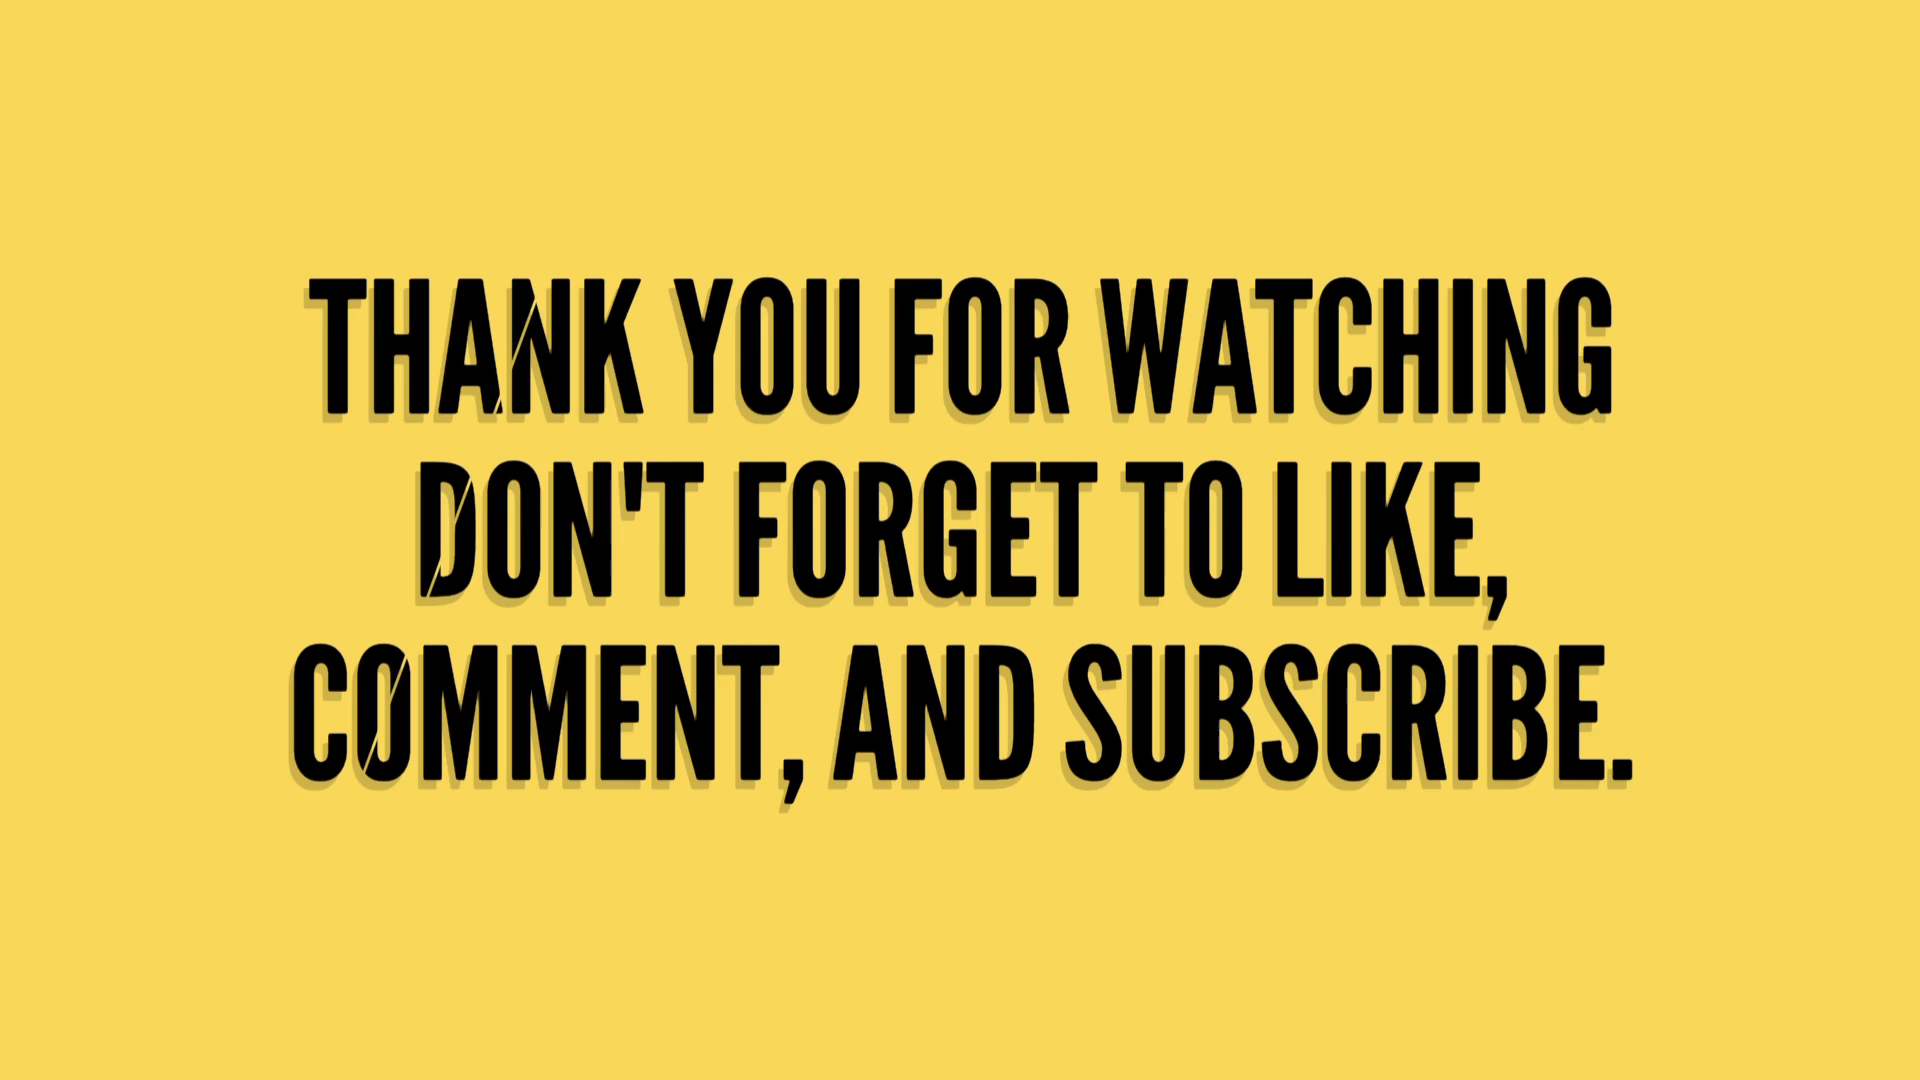 THANK YOU FOR WATCHING
DON'T FORGET TO LIKE,
COMMENT, AND SUBSCRIBE.